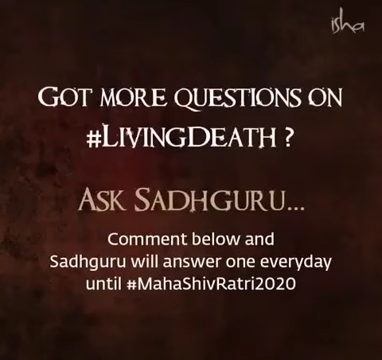 isha
GOT MORE QUESTIONS ON
#LIVINGDEATH ?
ASK SADHGURU...
Comment below and
Sadhguru will answer one everyday
until #MahaShivRatri2020